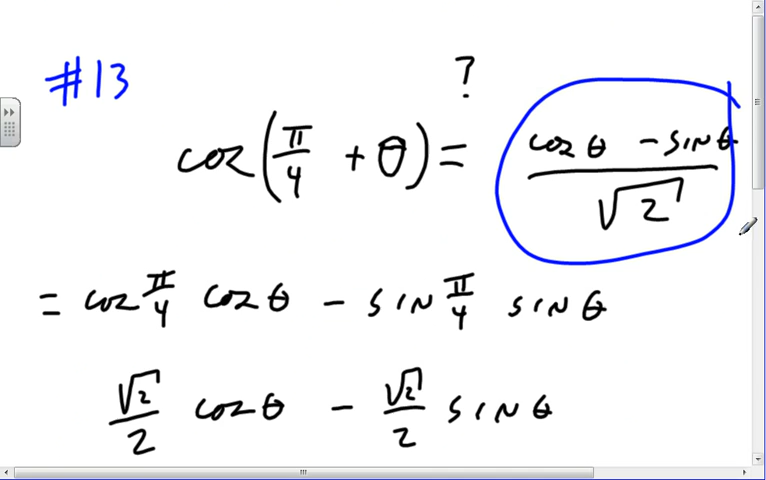 #13
?
cos(π/4 + θ) = (cos θ - sin θ)/√2
= cos π/4 cos θ - sin π/4 sin θ
√2/2 cos θ - √2/2 sin θ